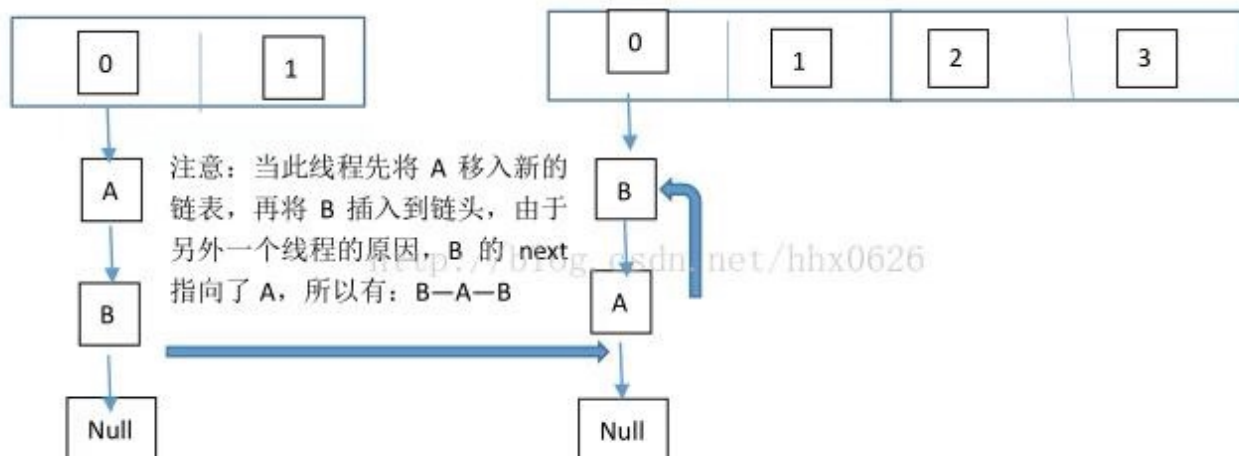 0
1
0
1
2
3
A
B
Null
注意：当此线程先将 A 移入新的
链表，再将 B 插入到链头，由于
另外一个线程的原因，B 的 next
指向了 A，所以有：B—A—B
http://blog.csdn.net/hhx0626
B
A
Null